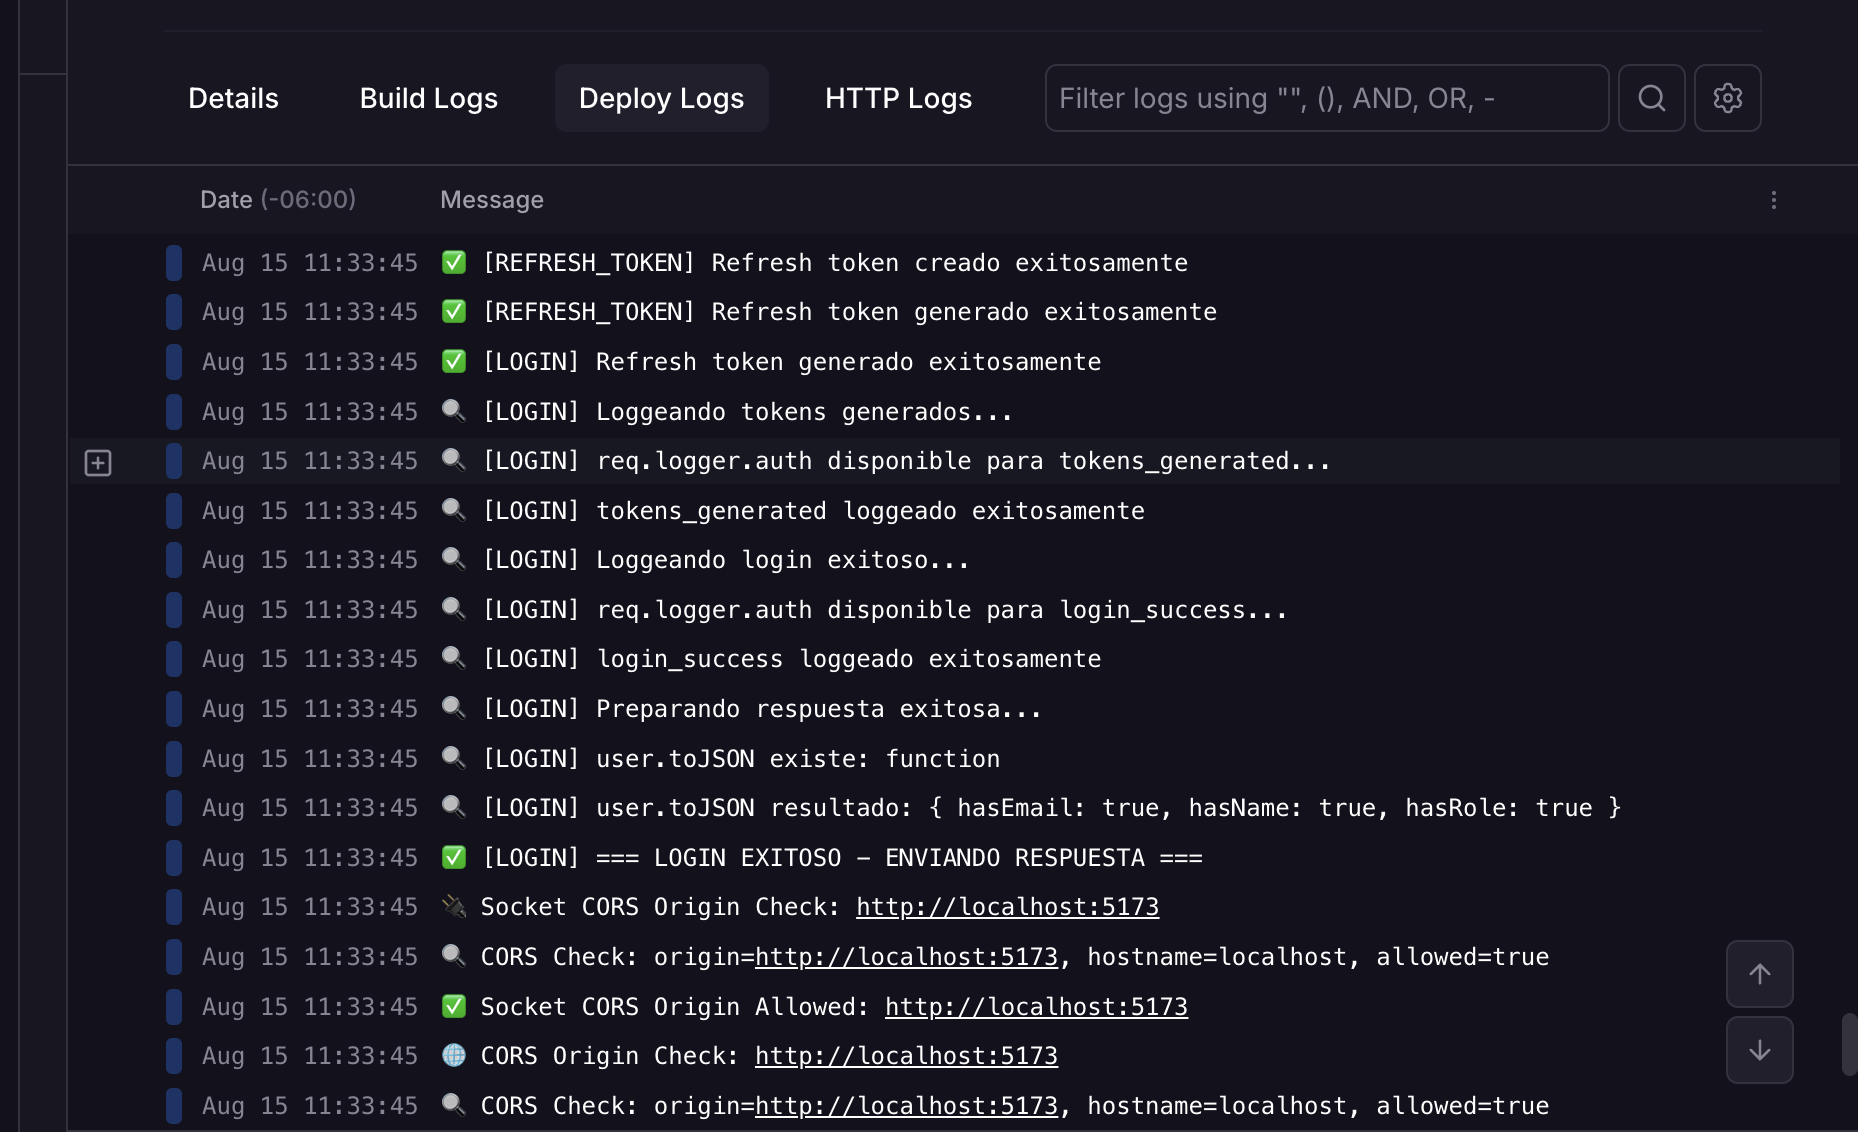 Details Build Logs Deploy Logs HTTP Logs Filter logs using "", (), AND, OR, -
Date (-06:00) Message
Aug 15 11:33:45 ✅ [REFRESH_TOKEN] Refresh token creado exitosamente
Aug 15 11:33:45 ✅ [REFRESH_TOKEN] Refresh token generado exitosamente
Aug 15 11:33:45 ✅ [LOGIN] Refresh token generado exitosamente
Aug 15 11:33:45 🔍 [LOGIN] Loggeando tokens generados...
Aug 15 11:33:45 🔍 [LOGIN] req.logger.auth disponible para tokens_generated...
Aug 15 11:33:45 🔍 [LOGIN] tokens_generated loggeado exitosamente
Aug 15 11:33:45 🔍 [LOGIN] Loggeando login exitoso...
Aug 15 11:33:45 🔍 [LOGIN] req.logger.auth disponible para login_success...
Aug 15 11:33:45 🔍 [LOGIN] login_success loggeado exitosamente
Aug 15 11:33:45 🔍 [LOGIN] Preparando respuesta exitosa...
Aug 15 11:33:45 🔍 [LOGIN] user.toJSON existe: function
Aug 15 11:33:45 🔍 [LOGIN] user.toJSON resultado: { hasEmail: true, hasName: true, hasRole: true }
Aug 15 11:33:45 ✅ [LOGIN] === LOGIN EXITOSO - ENVIANDO RESPUESTA ===
Aug 15 11:33:45 🔌 Socket CORS Origin Check: http://localhost:5173
Aug 15 11:33:45 🔍 CORS Check: origin=http://localhost:5173, hostname=localhost, allowed=true
Aug 15 11:33:45 ✅ Socket CORS Origin Allowed: http://localhost:5173
Aug 15 11:33:45 🌐 CORS Origin Check: http://localhost:5173
Aug 15 11:33:45 🔍 CORS Check: origin=http://localhost:5173, hostname=localhost, allowed=true